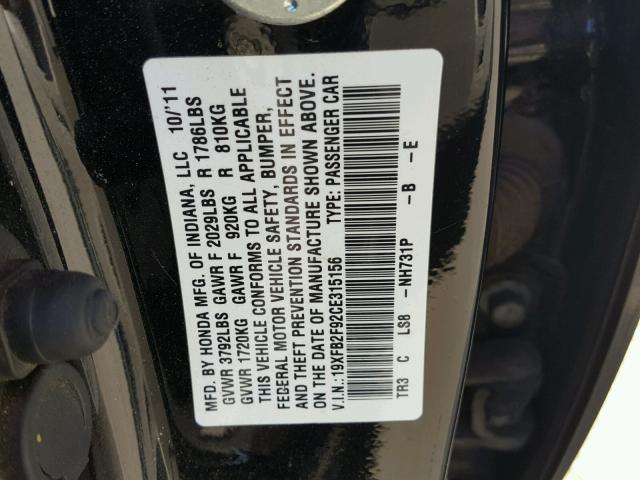 MFD. BY HONDA MFG. OF INDIANA, LLC 10/'11
GVWR 3792LBS GAWR F 2029LBS R 1786LBS
GVWR 1720KG GAWR F 920KG R 810KG
THIS VEHICLE CONFORMS TO ALL APPLICABLE
FEDERAL MOTOR VEHICLE SAFETY, BUMPER,
AND THEFT PREVENTION STANDARDS IN EFFECT
ON THE DATE OF MANUFACTURE SHOWN ABOVE.
V.I.N.:19XFB2F92CE315156 TYPE: PASSENGER CAR
TR3 C LS8 -NH731P -B -E